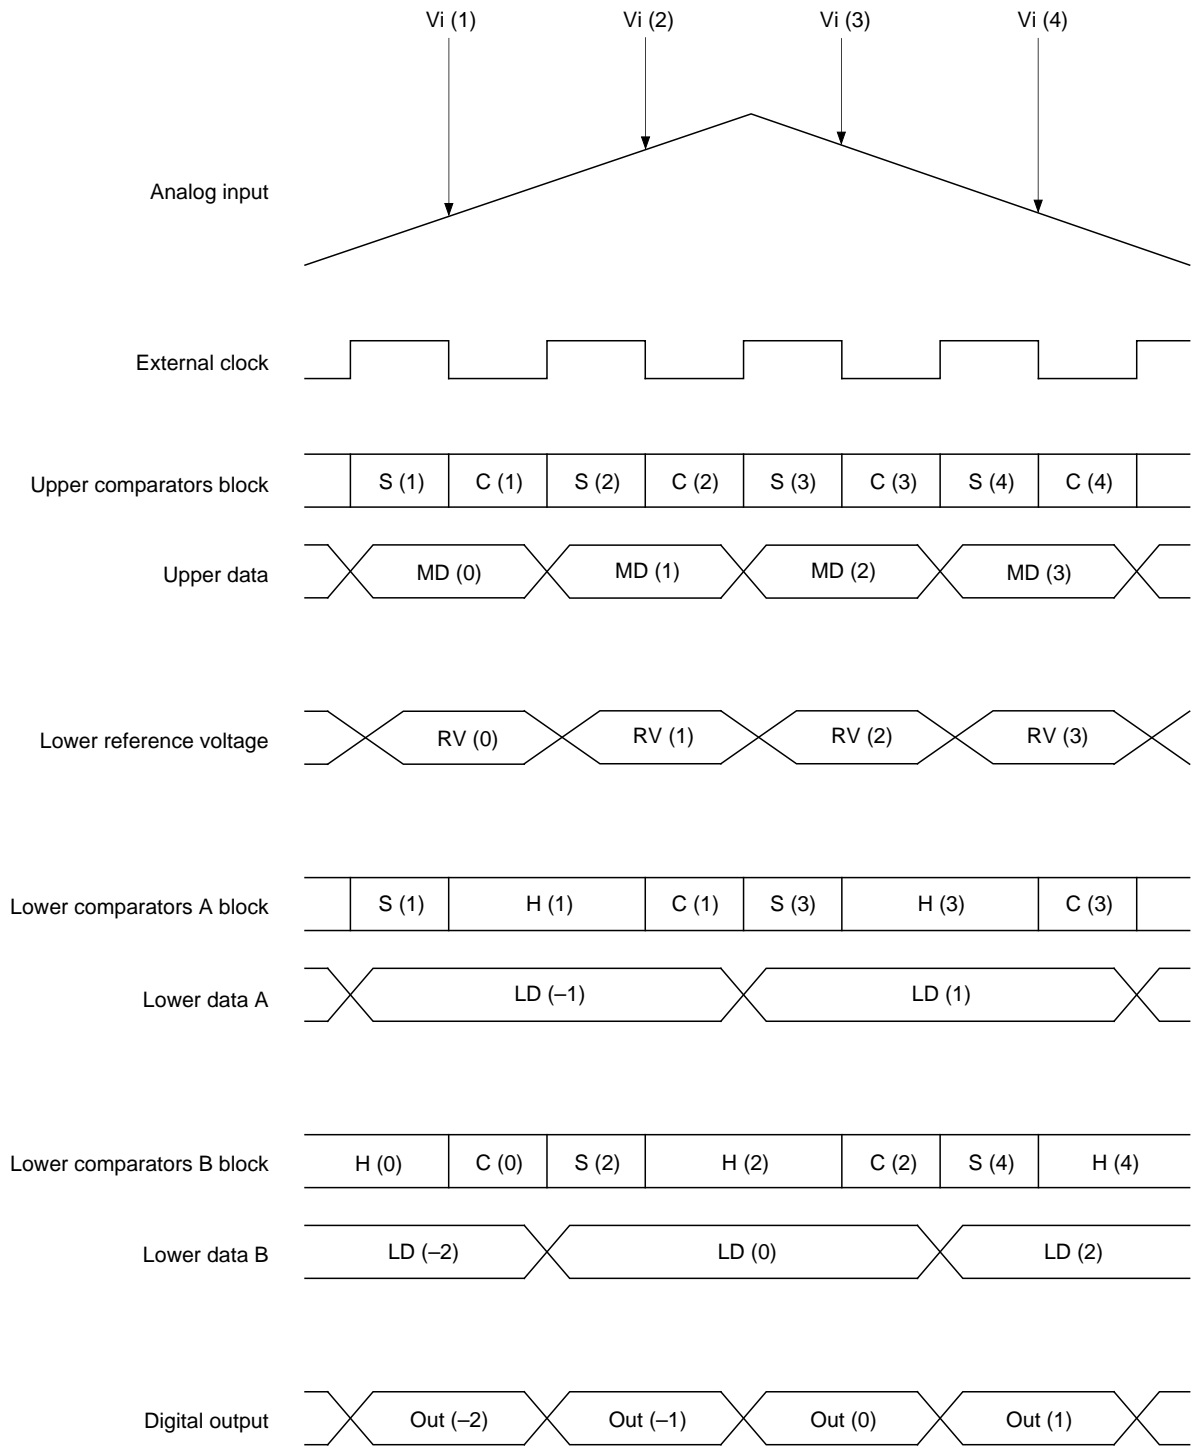 Vi (1) Vi (2) Vi (3) Vi (4)
Analog input
External clock
Upper comparators block S (1) C (1) S (2) C (2) S (3) C (3) S (4) C (4)
Upper data MD (0) MD (1) MD (2) MD (3)
Lower reference voltage RV (0) RV (1) RV (2) RV (3)
Lower comparators A block S (1) H (1) C (1) S (3) H (3) C (3)
Lower data A LD (–1) LD (1)
Lower comparators B block H (0) C (0) S (2) H (2) C (2) S (4) H (4)
Lower data B LD (–2) LD (0) LD (2)
Digital output Out (–2) Out (–1) Out (0) Out (1)